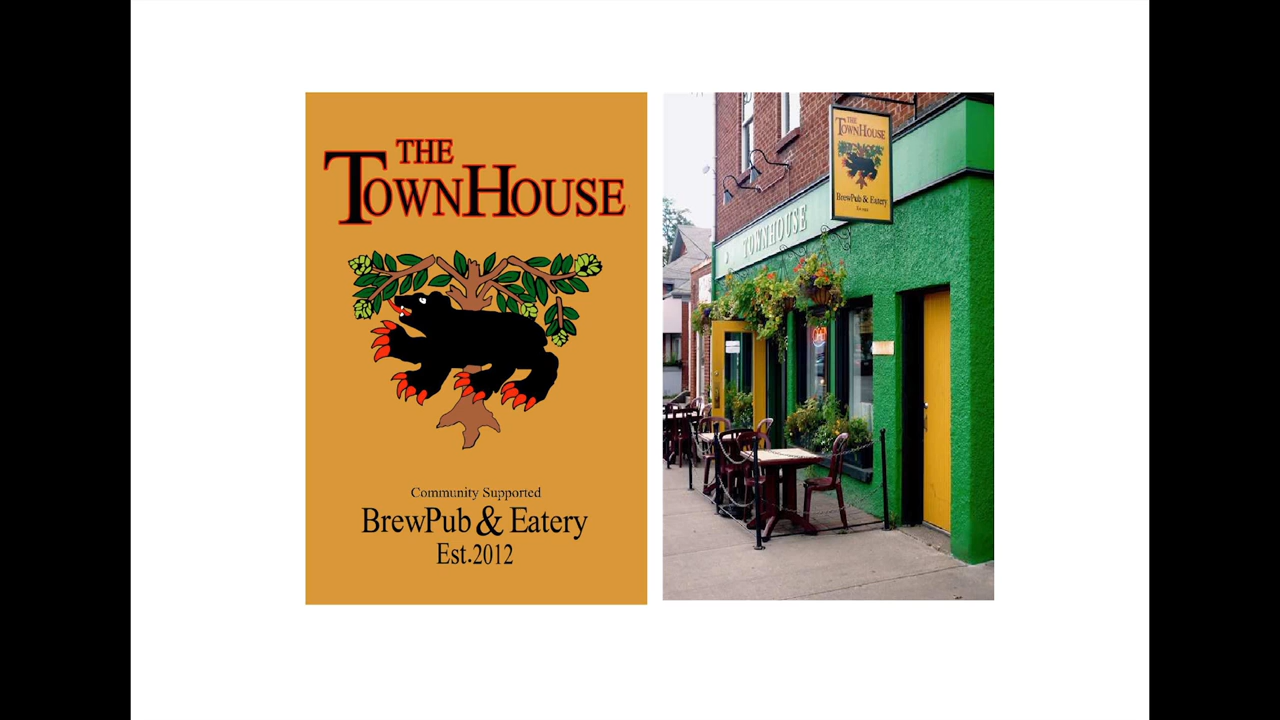 THE
TOWNHOUSE
Community Supported
BrewPub & Eatery
Est.2012
THE
TOWNHOUSE
BrewPub & Eatery
TOWNHOUSE